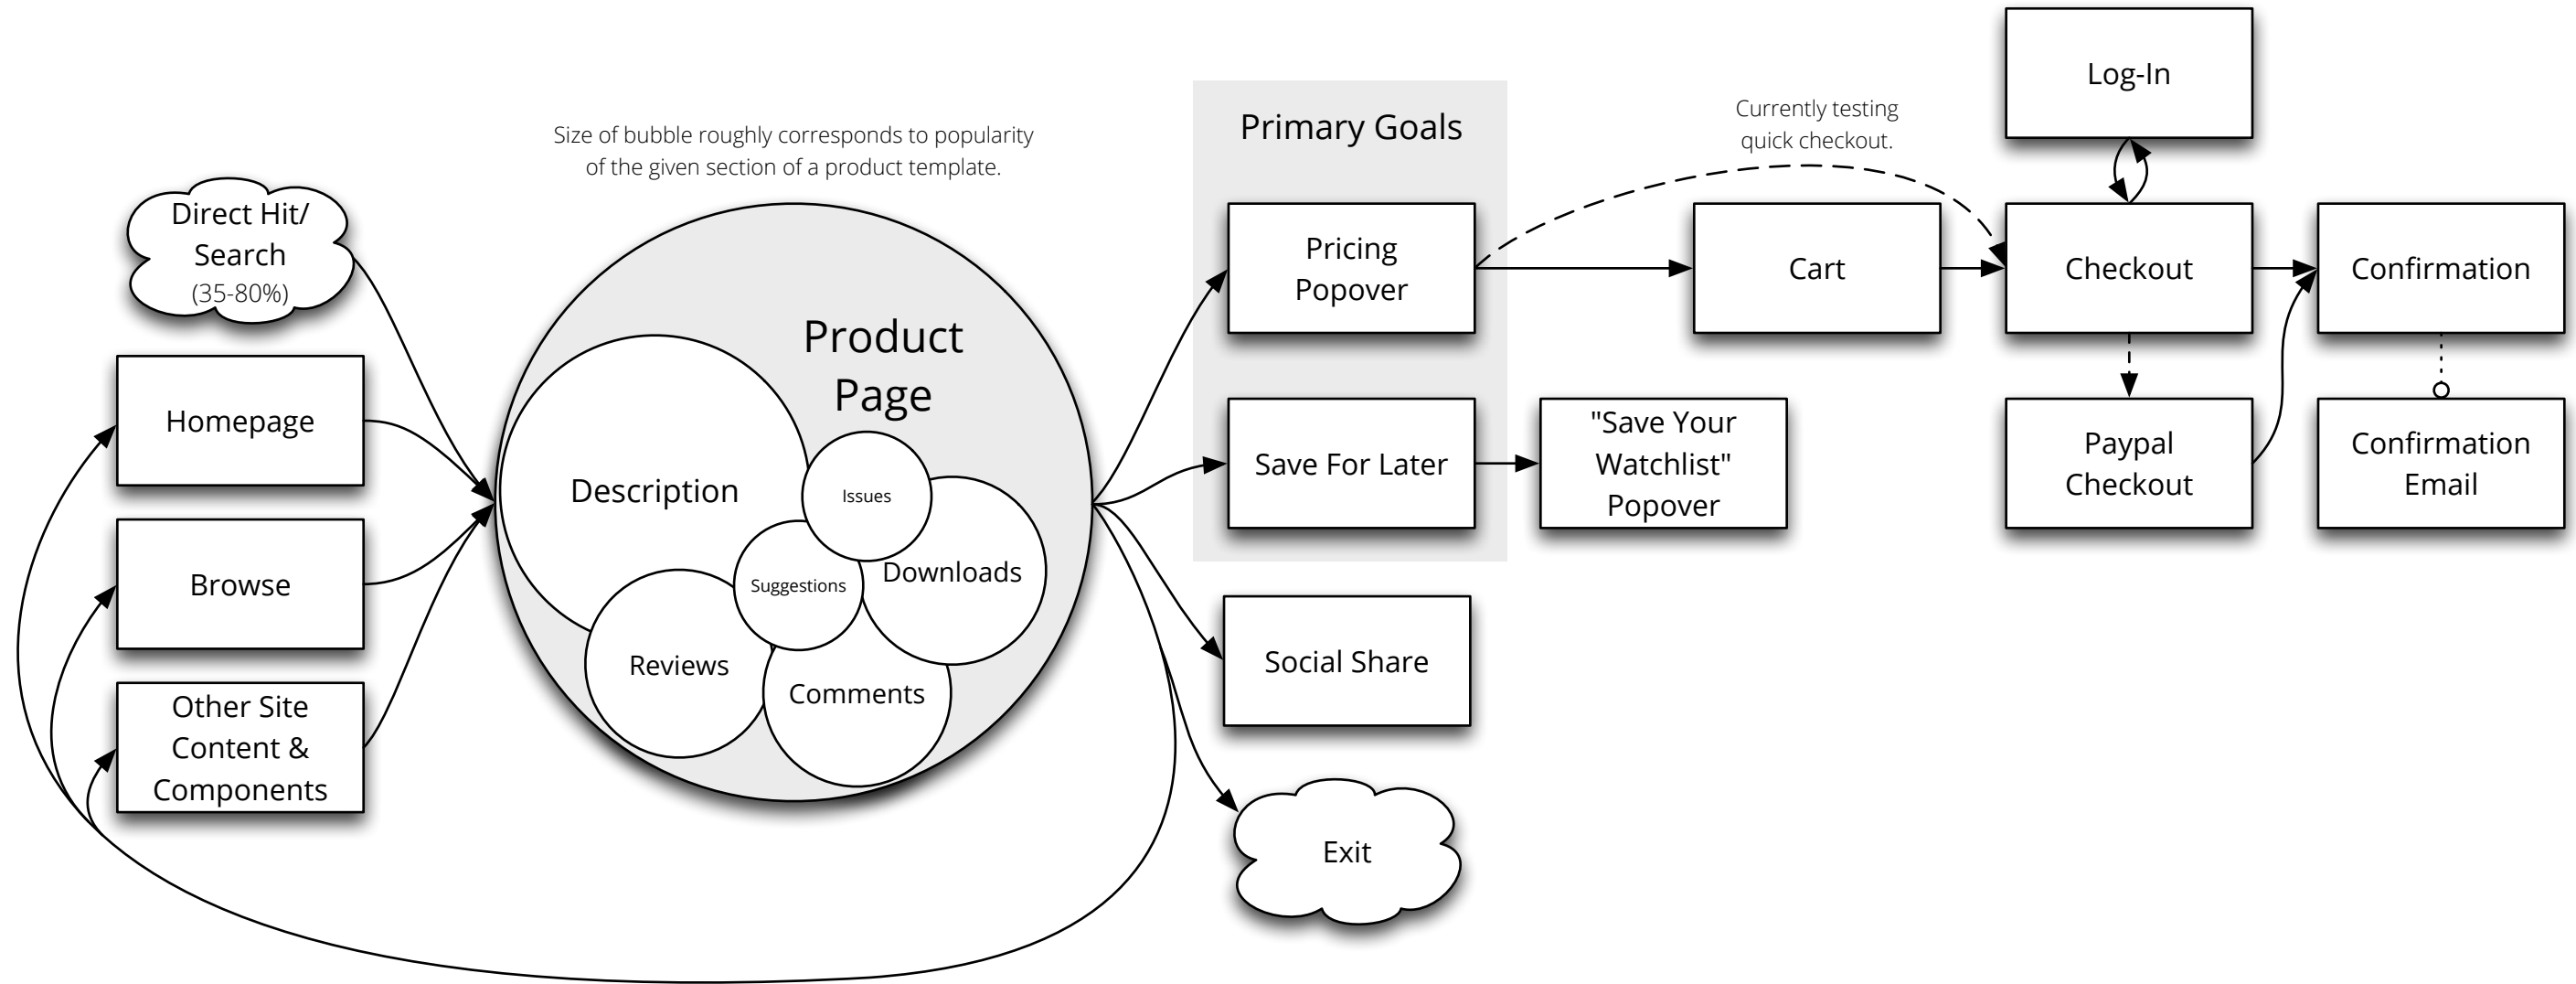 Size of bubble roughly corresponds to popularity
of the given section of a product template.
Direct Hit/
Search
(35-80%)
Homepage
Browse
Other Site
Content &
Components
Product
Page
Description
Issues
Suggestions
Downloads
Reviews
Comments
Primary Goals
Pricing
Popover
Save For Later
"Save Your
Watchlist"
Popover
Social Share
Exit
Currently testing
quick checkout.
Cart
Log-In
Checkout
Paypal
Checkout
Confirmation
Confirmation
Email